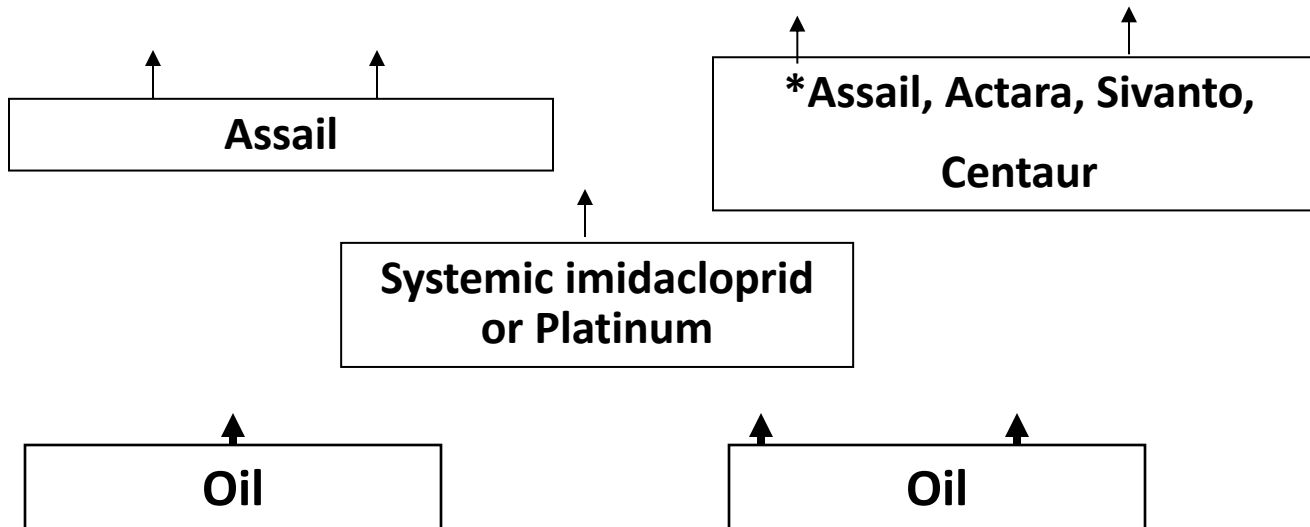 *Assail, Actara, Sivanto,
Centaur
Assail
Systemic imidacloprid
or Platinum
Oil
Oil